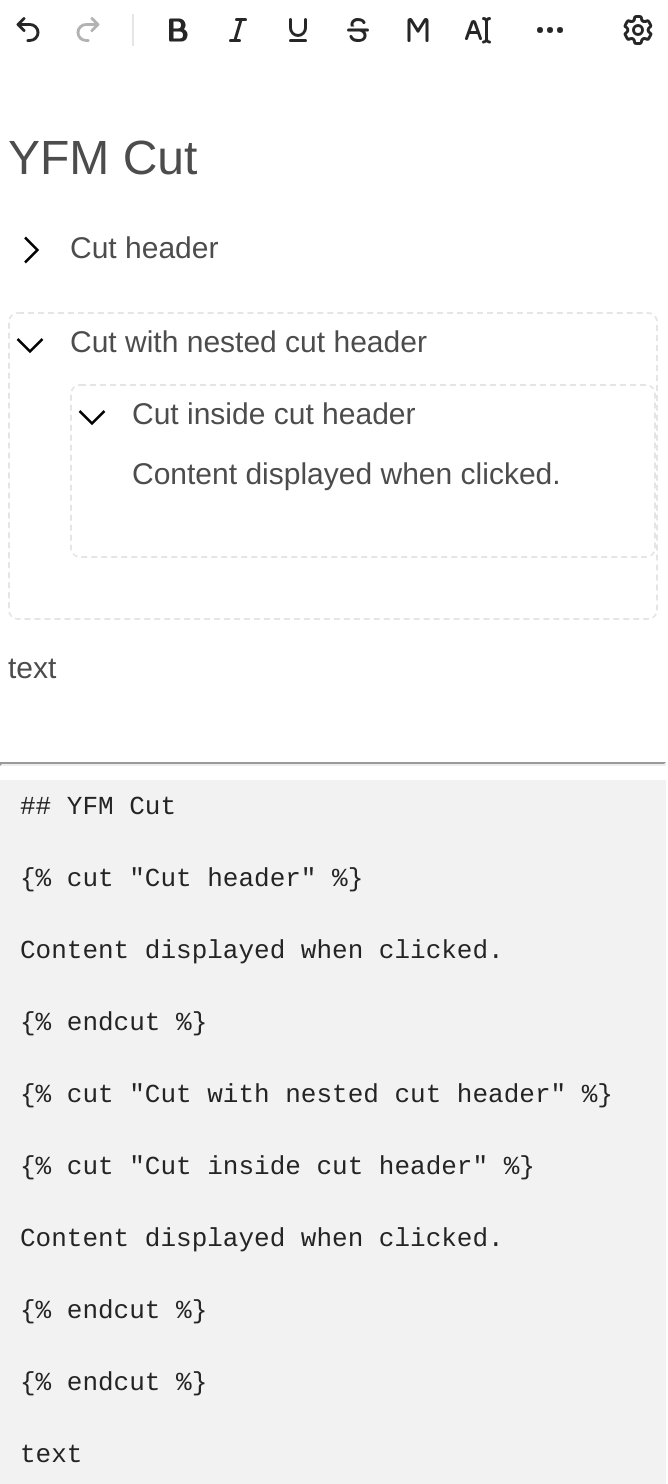 B I U S M AI
YFM Cut
Cut header
Cut with nested cut header
Cut inside cut header
Content displayed when clicked.
text
## YFM Cut
{% cut "Cut header" %}
Content displayed when clicked.
{% endcut %}
{% cut "Cut with nested cut header" %}
{% cut "Cut inside cut header" %}
Content displayed when clicked.
{% endcut %}
{% endcut %}
text